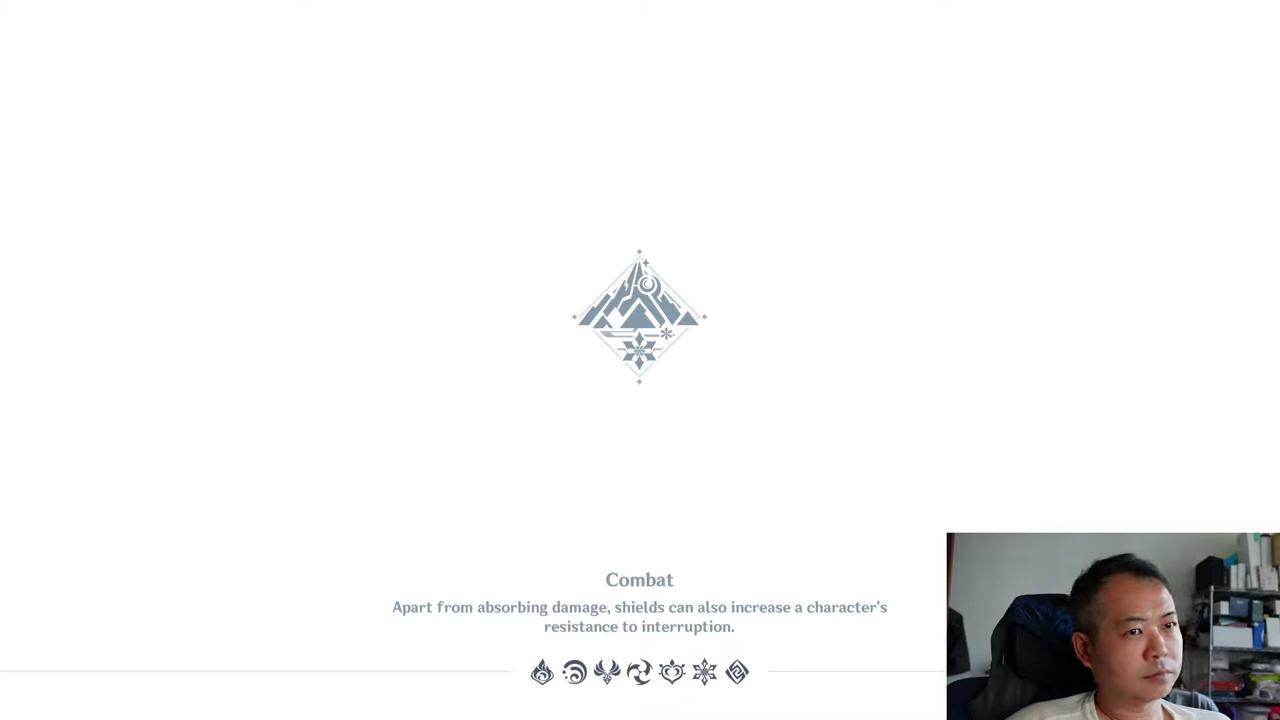 Combat
Apart from absorbing damage, shields can also increase a character's
resistance to interruption.